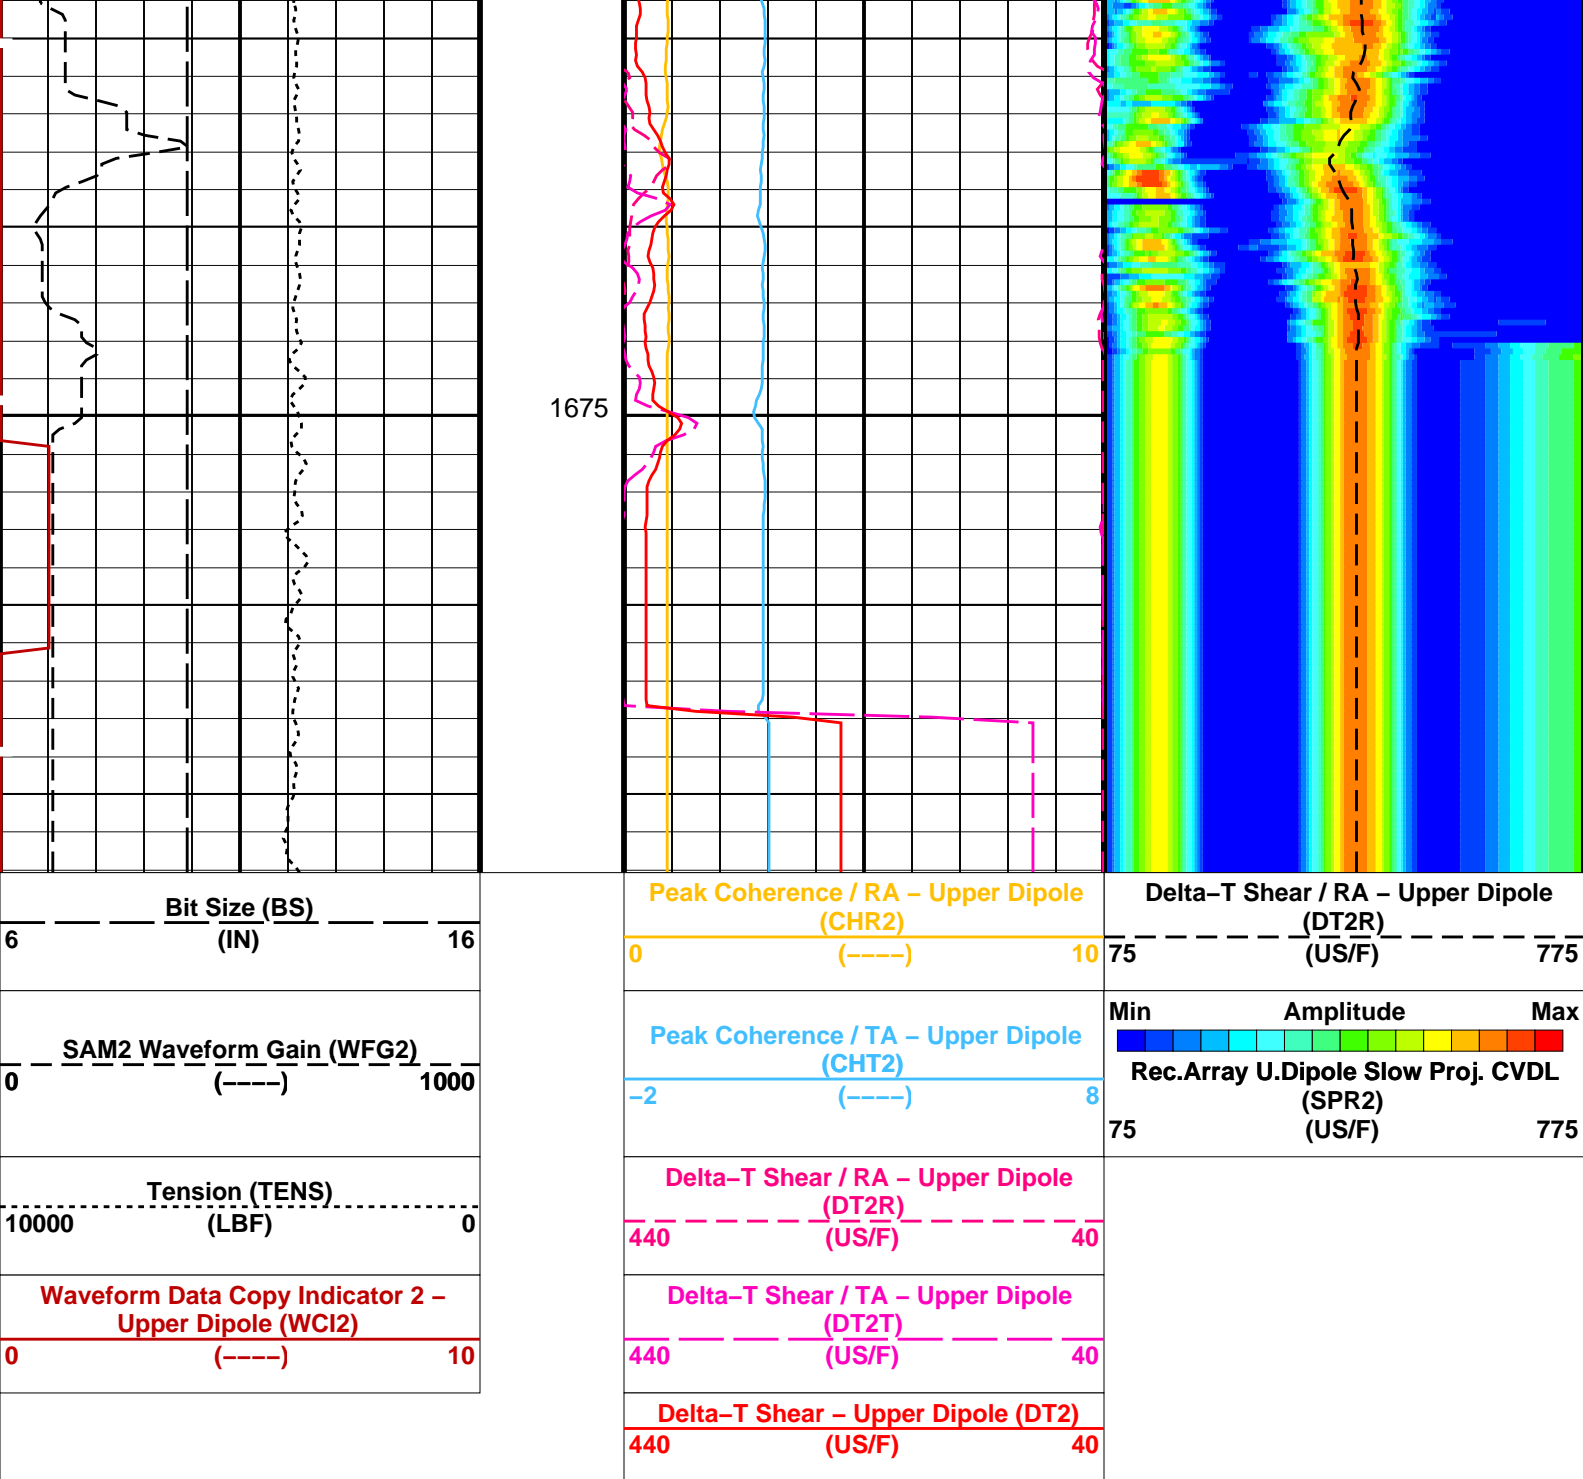 1675
Bit Size (BS)
6 (IN) 16
SAM2 Waveform Gain (WFG2)
0 (----) 1000
Tension (TENS)
10000 (LBF) 0
Waveform Data Copy Indicator 2 –
Upper Dipole (WCI2)
0 (----) 10
Peak Coherence / RA – Upper Dipole
(CHR2)
0 (----) 10
Peak Coherence / TA – Upper Dipole
(CHT2)
–2 (----) 8
Delta–T Shear / RA – Upper Dipole
(DT2R)
440 (US/F) 40
Delta–T Shear / TA – Upper Dipole
(DT2T)
440 (US/F) 40
Delta–T Shear – Upper Dipole (DT2)
440 (US/F) 40
Delta–T Shear / RA – Upper Dipole
(DT2R)
75 (US/F) 775
Min Amplitude Max
Rec.Array U.Dipole Slow Proj. CVDL
(SPR2)
75 (US/F) 775